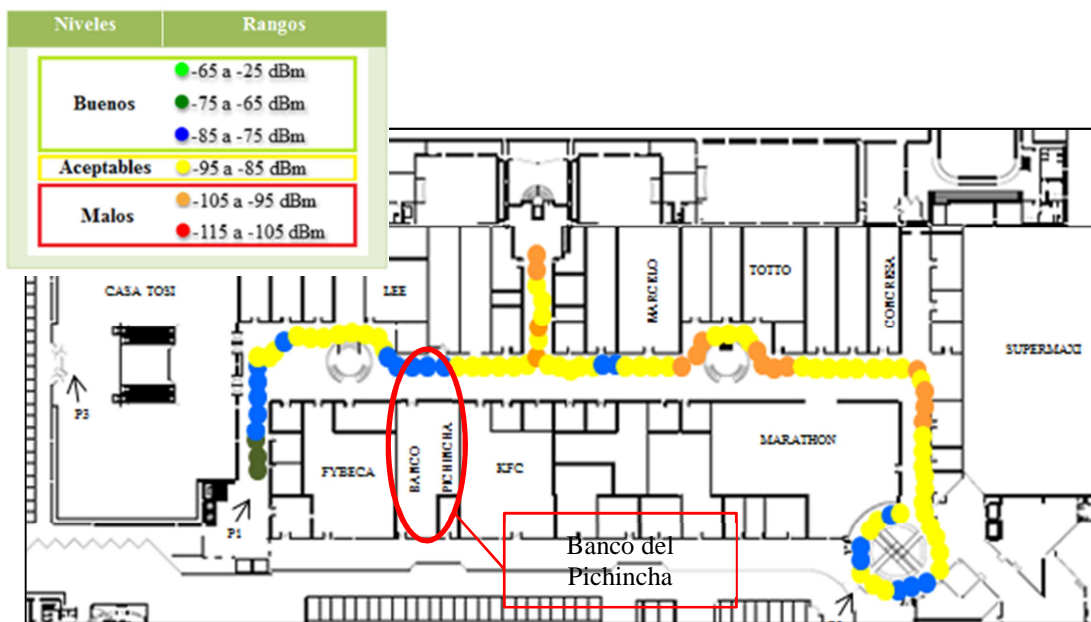 Niveles Rangos
Buenos
-65 a -25 dBm
-75 a -65 dBm
-85 a -75 dBm
Aceptables
-95 a -85 dBm
Malos
-105 a -95 dBm
-115 a -105 dBm
CASA TOSI
LEE
MARCELO
TOTTO
CONCRESA
SUPERMAXI
P3
FYBECA
BANCO
PICHINCHA
KFC
MARATHON
P1
Banco del
Pichincha